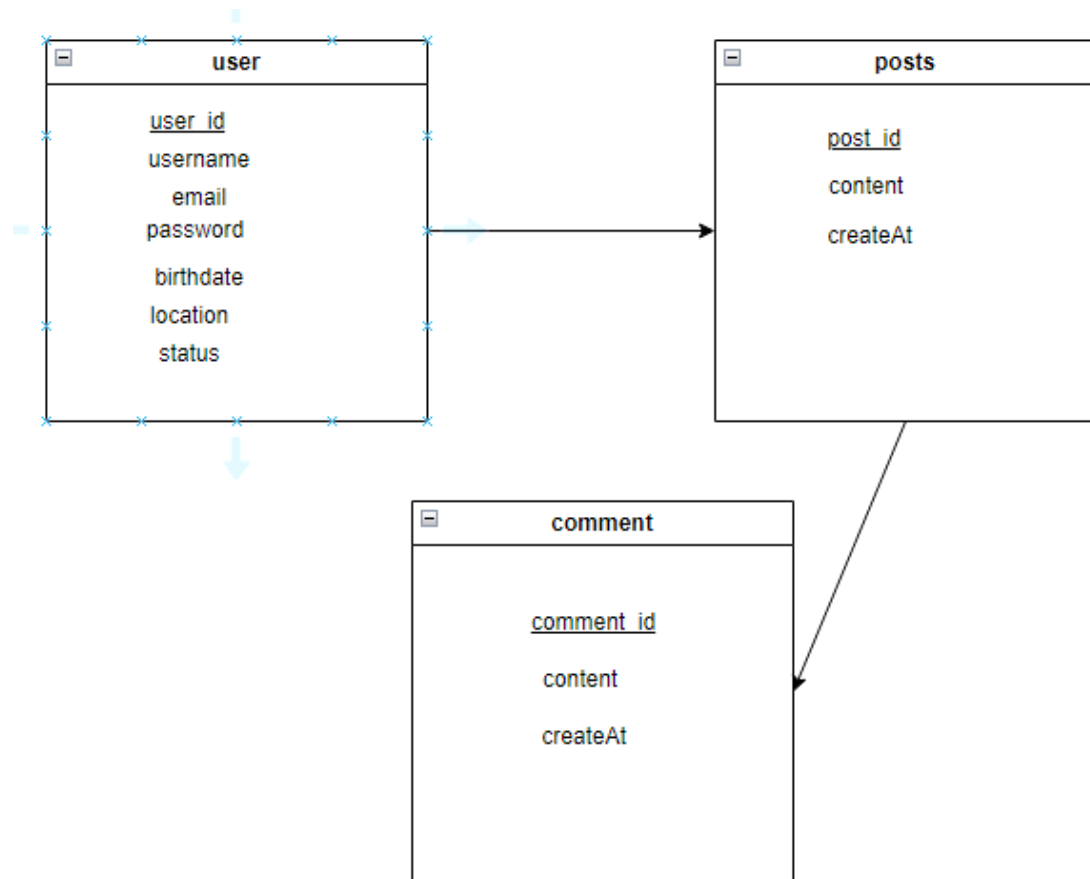 user
user_id
username
email
password
birthdate
location
status
posts
post_id
content
createAt
comment
comment_id
content
createAt